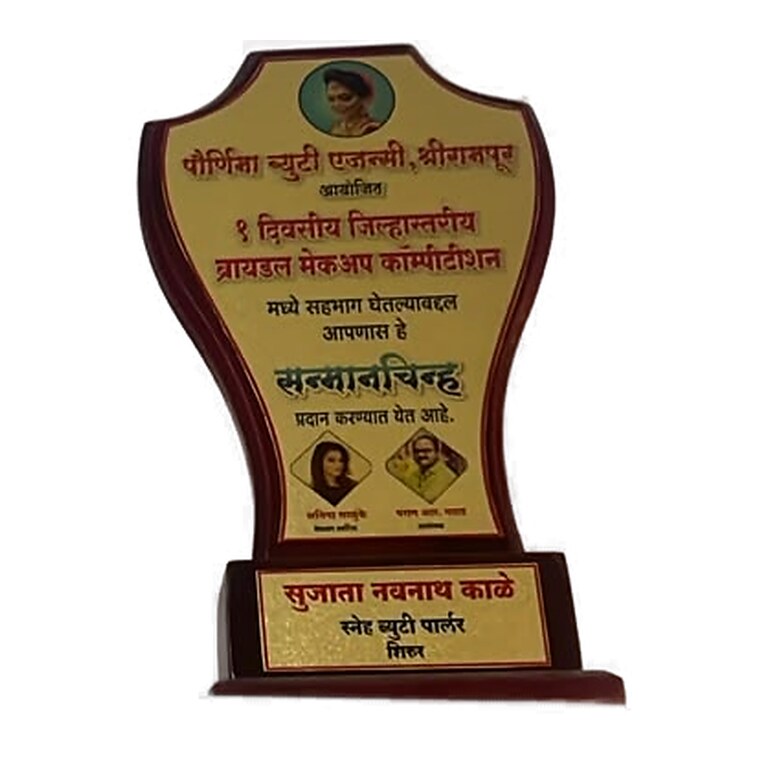 पौर्णिमा ब्युटी एजन्सी, श्रीरामपूर
आयोजित
१ दिवसीय जिल्हास्तरीय
ब्रायडल मेकअप कॉम्पीटीशन
मध्ये सहभाग घेतल्याबद्दल
आपणास हे
सन्मानचिन्ह
प्रदान करण्यात येत आहे.
सुजाता नवनाथ काळे
स्नेह ब्युटी पार्लर
शिरुर